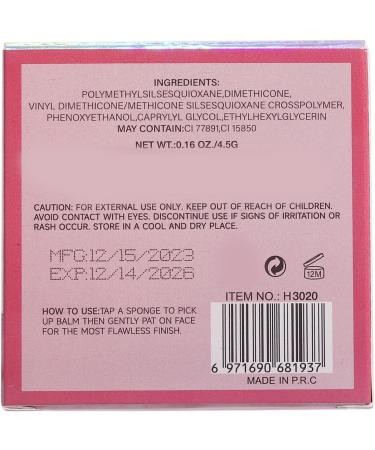 INGREDIENTS:
POLYMETHYLSILSESQUIOXANE,DIMETHICONE,
VINYL DIMETHICONE/METHICONE SILSESQUIOXANE CROSSPOLYMER,
PHENOXYETHANOL,CAPRYLYL GLYCOL,ETHYLHEXYLGLYCERIN
MAY CONTAIN:CI 77891,CI 15850
NET WT.:0.16 OZ./4.5G
CAUTION: FOR EXTERNAL USE ONLY. KEEP OUT OF REACH OF CHILDREN.
AVOID CONTACT WITH EYES. DISCONTINUE USE IF SIGNS OF IRRITATION OR
RASH OCCUR. STORE IN A COOL AND DRY PLACE.
MFG:12/15/2023
EXP:12/14/2026
12M
ITEM NO.: H3020
HOW TO USE:TAP A SPONGE TO PICK
UP BALM THEN GENTLY PAT ON FACE
FOR THE MOST FLAWLESS FINISH.
6 971690 681937
MADE IN P.R.C